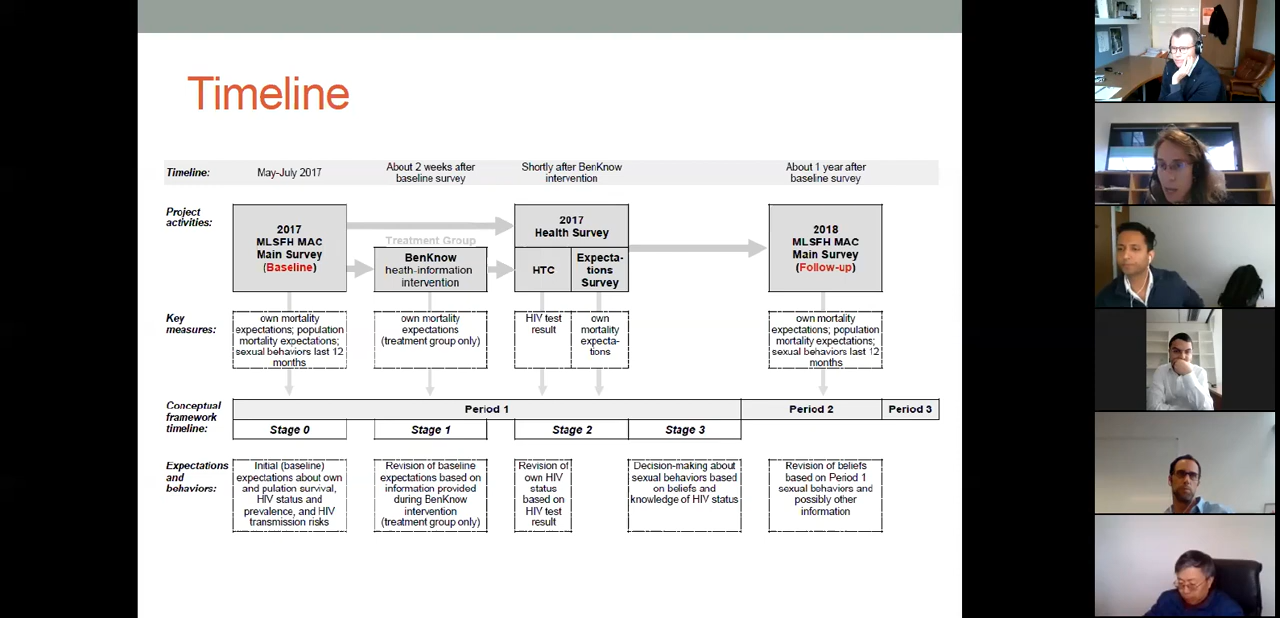 Timeline
Timeline:
May-July 2017
About 2 weeks after
baseline survey
Shortly after BenKnow
intervention
About 1 year after
baseline survey
Project
activities:
2017
MLSFH MAC
Main Survey
(Baseline)
Treatment Group
BenKnow
heath-information
intervention
2017
Health Survey
HTC
Expecta-
tions
Survey
2018
MLSFH MAC
Main Survey
(Follow-up)
Key
measures:
own mortality
expectations; population
mortality expectations;
sexual behaviors last 12
months
own mortality
expectations
(treatment group only)
HIV test
result
own
mortality
expecta-
tions
own mortality
expectations; population
mortality expectations;
sexual behaviors last 12
months
Conceptual
framework
timeline:
Period 1
Period 2
Period 3
Stage 0
Stage 1
Stage 2
Stage 3
Expectations
and
behaviors:
Initial (baseline)
expectations about own
and pulation survival,
HIV status and
prevalence, and HIV
transmission risks
Revision of baseline
expectations based on
information provided
during BenKnow
intervention
(treatment group only)
Revision of
own HIV
status
based on
HIV test
result
Decision-making about
sexual behaviors based
on beliefs and
knowledge of HIV status
Revision of beliefs
based on Period 1
sexual behaviors and
possibly other
information